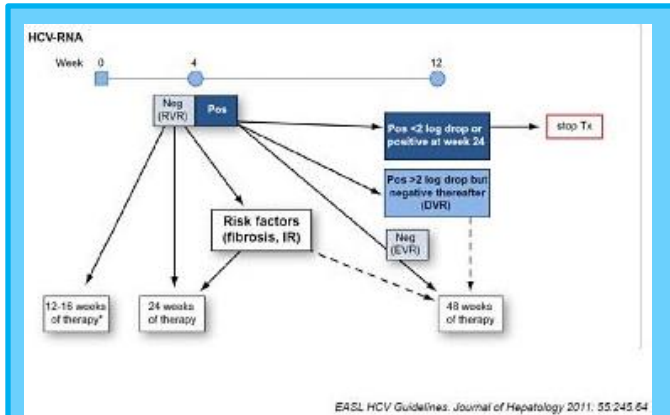 HCV-RNA
Week 0 4 12
Neg
(RVR)
Pos
Pos <2 log drop or
positive at week 24
stop Tx
Pos >2 log drop but
negative thereafter
(DVR)
Risk factors
(fibrosis, IR)
Neg
(EVR)
12-16 weeks
of therapy*
24 weeks
of therapy
48 weeks
of therapy
EASL HCV Guidelines. Journal of Hepatology 2011; 55:245.64